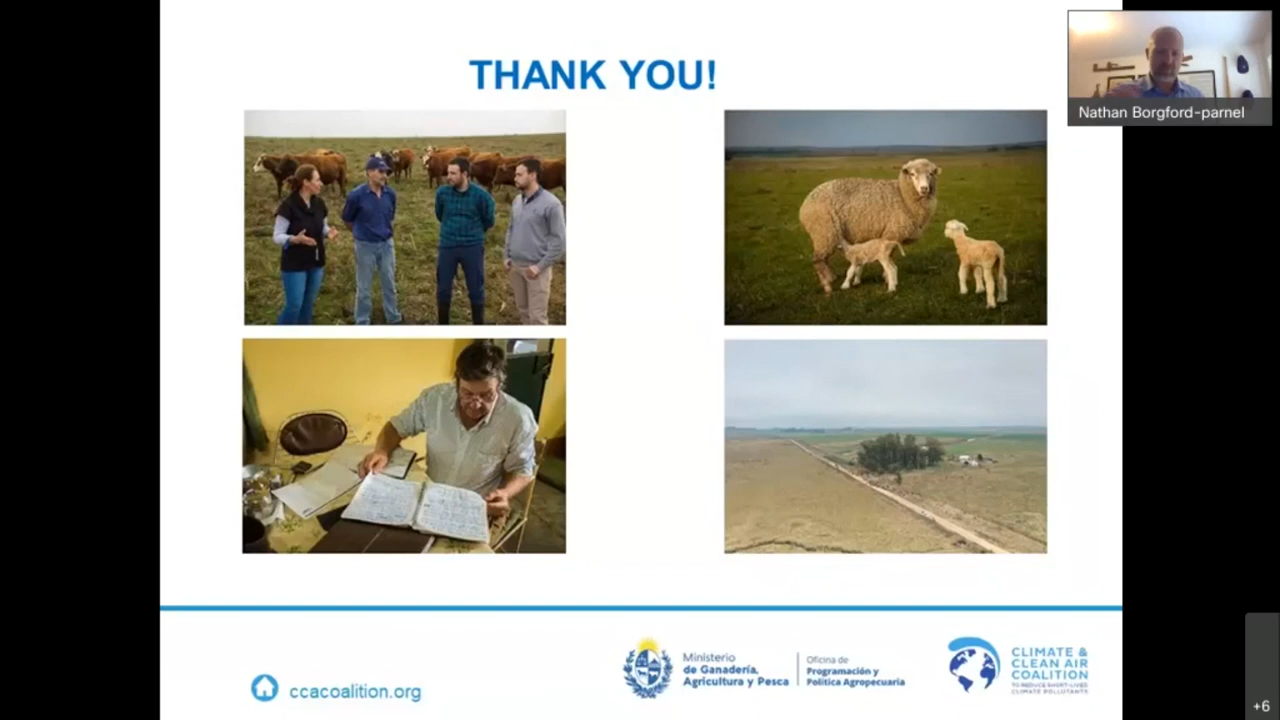 THANK YOU!
Nathan Borgford-parnel
ccacoalition.org
Ministerio
de Ganadería,
Agricultura y Pesca
Oficina de
Programación y
Política Agropecuaria
CLIMATE &
CLEAN AIR
COALITION
TO REDUCE SHORT-LIVED
CLIMATE POLLUTANTS
+6